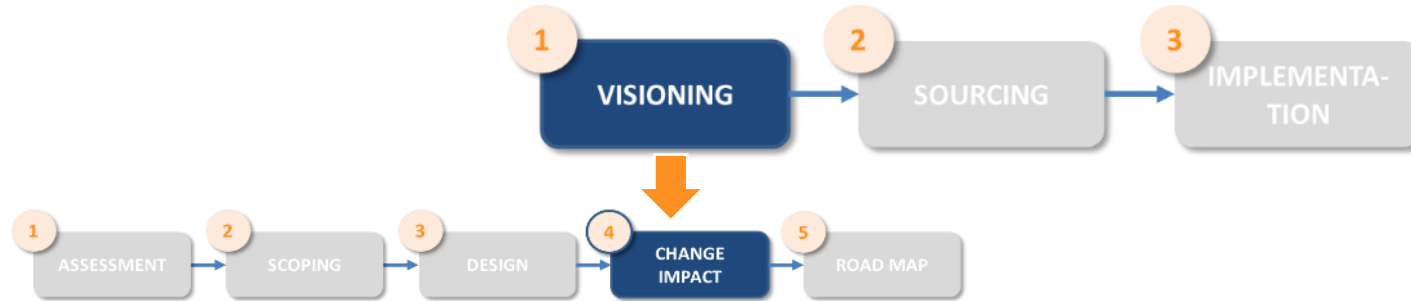 1
VISIONING
2
SOURCING
3
IMPLEMENTA-
TION
1
ASSESSMENT
2
SCOPING
3
DESIGN
4
CHANGE
IMPACT
5
ROAD MAP